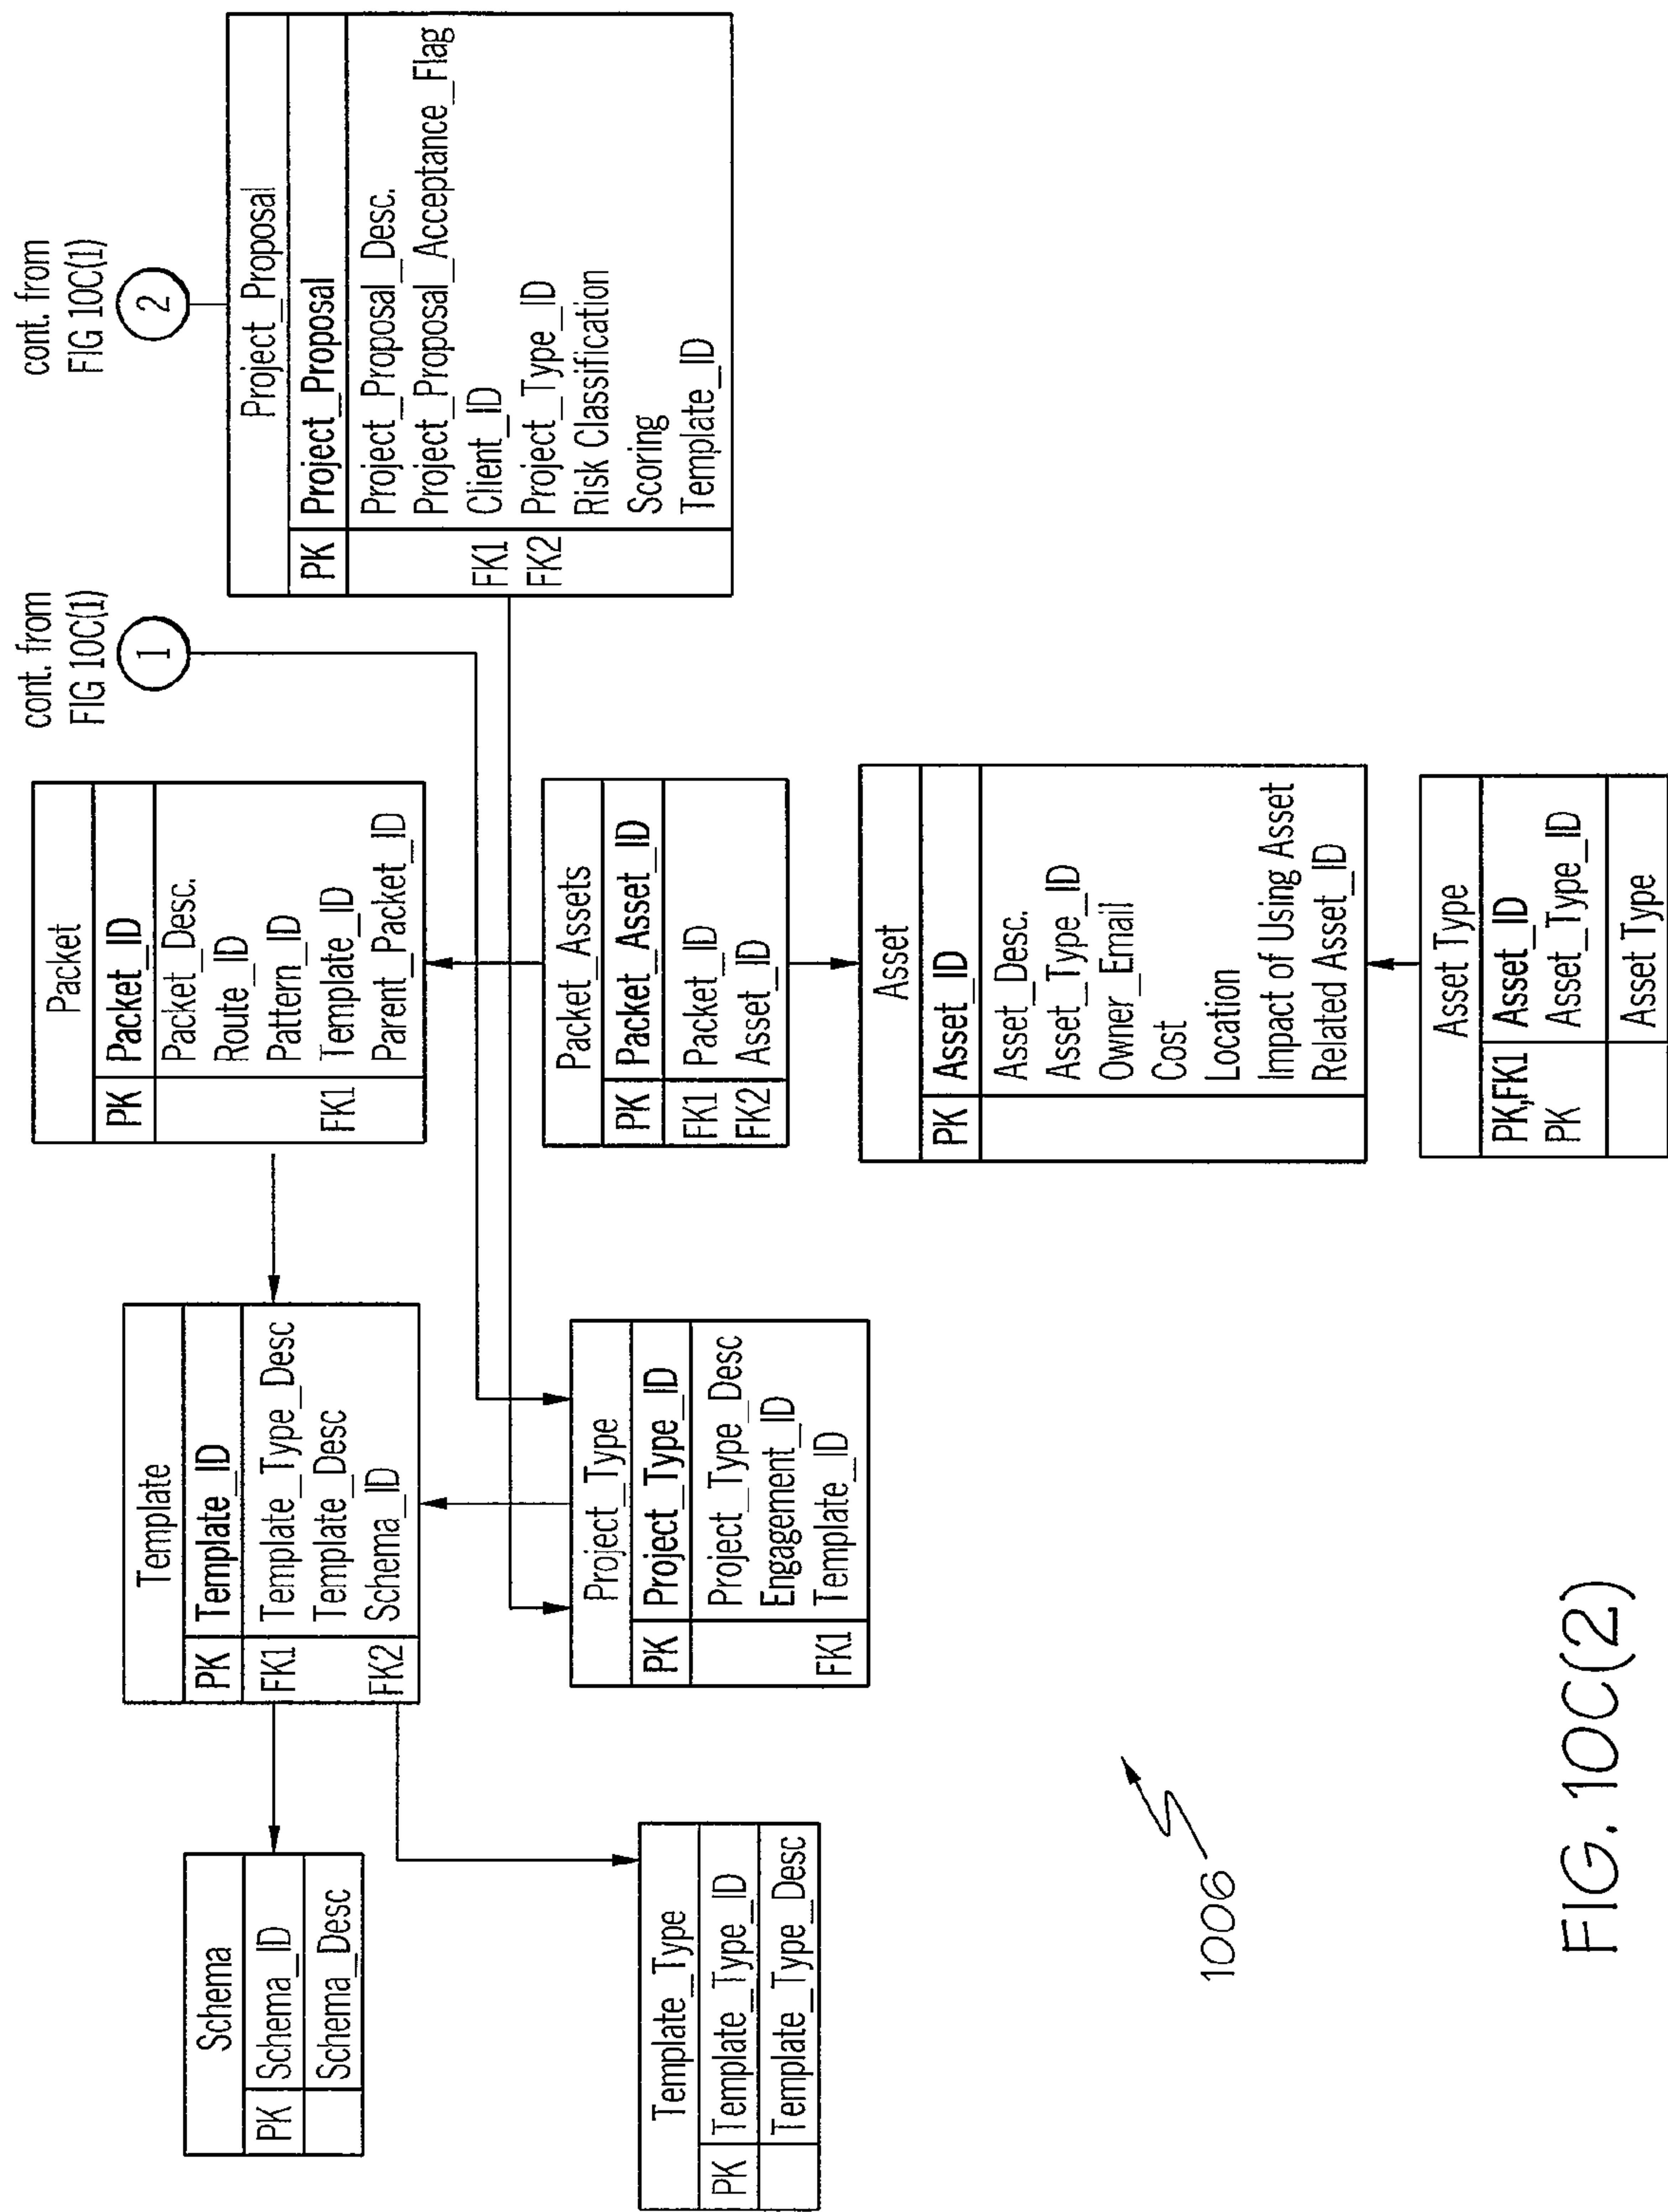 cont. from
FIG 10C(1)
1
cont. from
FIG 10C(1)
2
Schema
PK Schema_ID
Schema_Desc
Template
PK Template_ID
FK1 Template_Type_Desc
Template_Desc
FK2 Schema_ID
Packet
PK Packet_ID
Packet_Desc.
Route_ID
Pattern_ID
FK1 Template_ID
Parent_Packet_ID
Project_Proposal
PK Project_Proposal
Project_Proposal_Desc.
Project_Proposal_Acceptance_Flag
FK1 Client_ID
FK2 Project_Type_ID
Risk Classification
Scoring
Template_ID
Template_Type
PK Template_Type_ID
Template_Type_Desc
Project_Type
PK Project_Type_ID
Project_Type_Desc
Engagement_ID
FK1 Template_ID
Packet_Assets
PK Packet_Asset_ID
FK1 Packet_ID
FK2 Asset_ID
Asset
PK Asset_ID
Asset_Desc.
Asset_Type_ID
Owner_Email
Cost
Location
Impact of Using Asset
Related Asset_ID
Asset Type
PK,FK1 Asset_ID
PK Asset_Type_ID
Asset Type
1006
FIG. 10C(2)